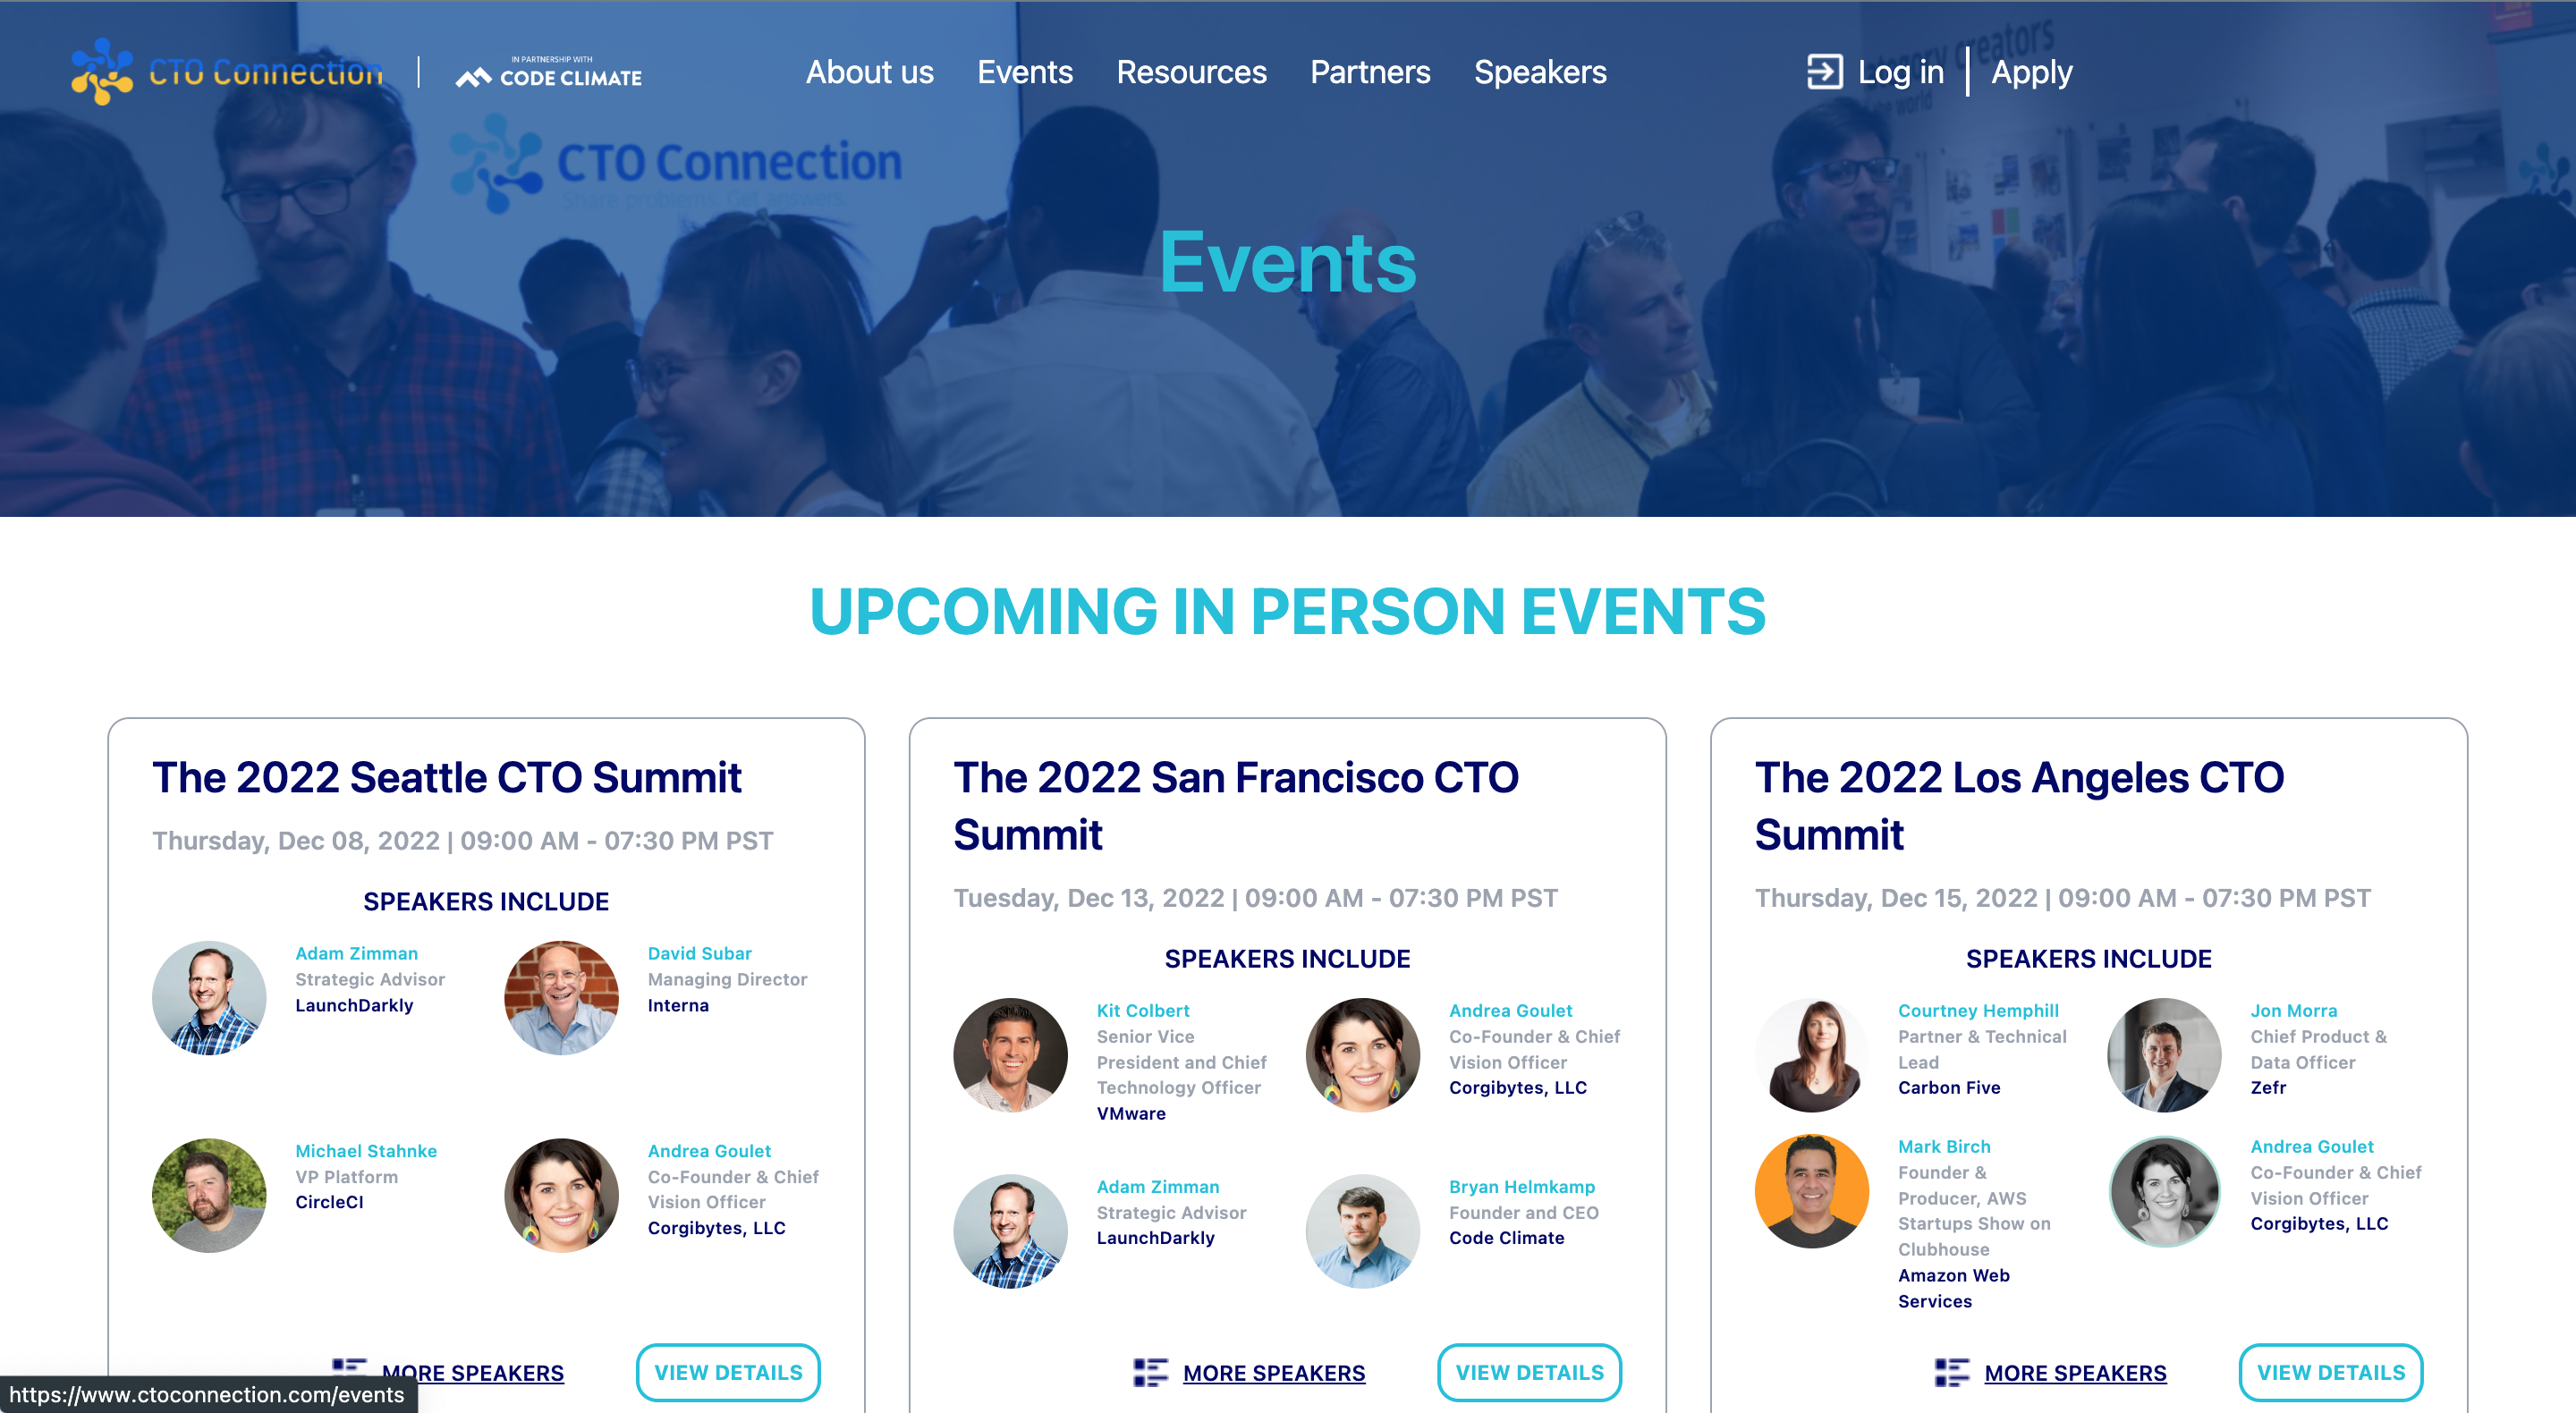 CTO Connection
IN PARTNERSHIP WITH
CODE CLIMATE
About us
Events
Resources
Partners
Speakers
Log in
Apply
CTO Connection
Share problems. Get answers.
creators
world
Events
UPCOMING IN PERSON EVENTS
The 2022 Seattle CTO Summit
Thursday, Dec 08, 2022 | 09:00 AM - 07:30 PM PST
SPEAKERS INCLUDE
Adam Zimman
Strategic Advisor
LaunchDarkly
David Subar
Managing Director
Interna
Michael Stahnke
VP Platform
CircleCI
Andrea Goulet
Co-Founder & Chief
Vision Officer
Corgibytes, LLC
MORE SPEAKERS
VIEW DETAILS
The 2022 San Francisco CTO
Summit
Tuesday, Dec 13, 2022 | 09:00 AM - 07:30 PM PST
SPEAKERS INCLUDE
Kit Colbert
Senior Vice
President and Chief
Technology Officer
VMware
Andrea Goulet
Co-Founder & Chief
Vision Officer
Corgibytes, LLC
Adam Zimman
Strategic Advisor
LaunchDarkly
Bryan Helmkamp
Founder and CEO
Code Climate
MORE SPEAKERS
VIEW DETAILS
The 2022 Los Angeles CTO
Summit
Thursday, Dec 15, 2022 | 09:00 AM - 07:30 PM PST
SPEAKERS INCLUDE
Courtney Hemphill
Partner & Technical
Lead
Carbon Five
Jon Morra
Chief Product &
Data Officer
Zefr
Mark Birch
Founder &
Producer, AWS
Startups Show on
Clubhouse
Amazon Web
Services
Andrea Goulet
Co-Founder & Chief
Vision Officer
Corgibytes, LLC
MORE SPEAKERS
VIEW DETAILS
https://www.ctoconnection.com/events